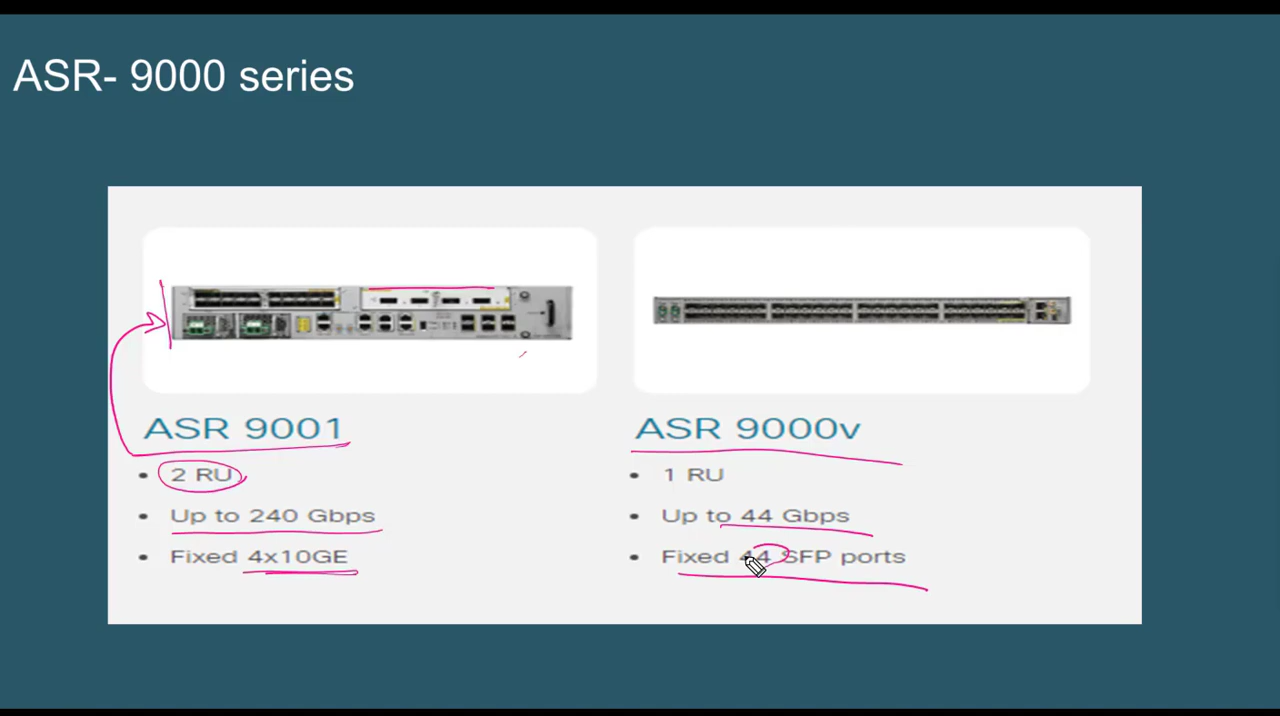 ASR- 9000 series
ASR 9001
• 2 RU
• Up to 240 Gbps
• Fixed 4x10GE
ASR 9000v
• 1 RU
• Up to 44 Gbps
• Fixed 44 SFP ports